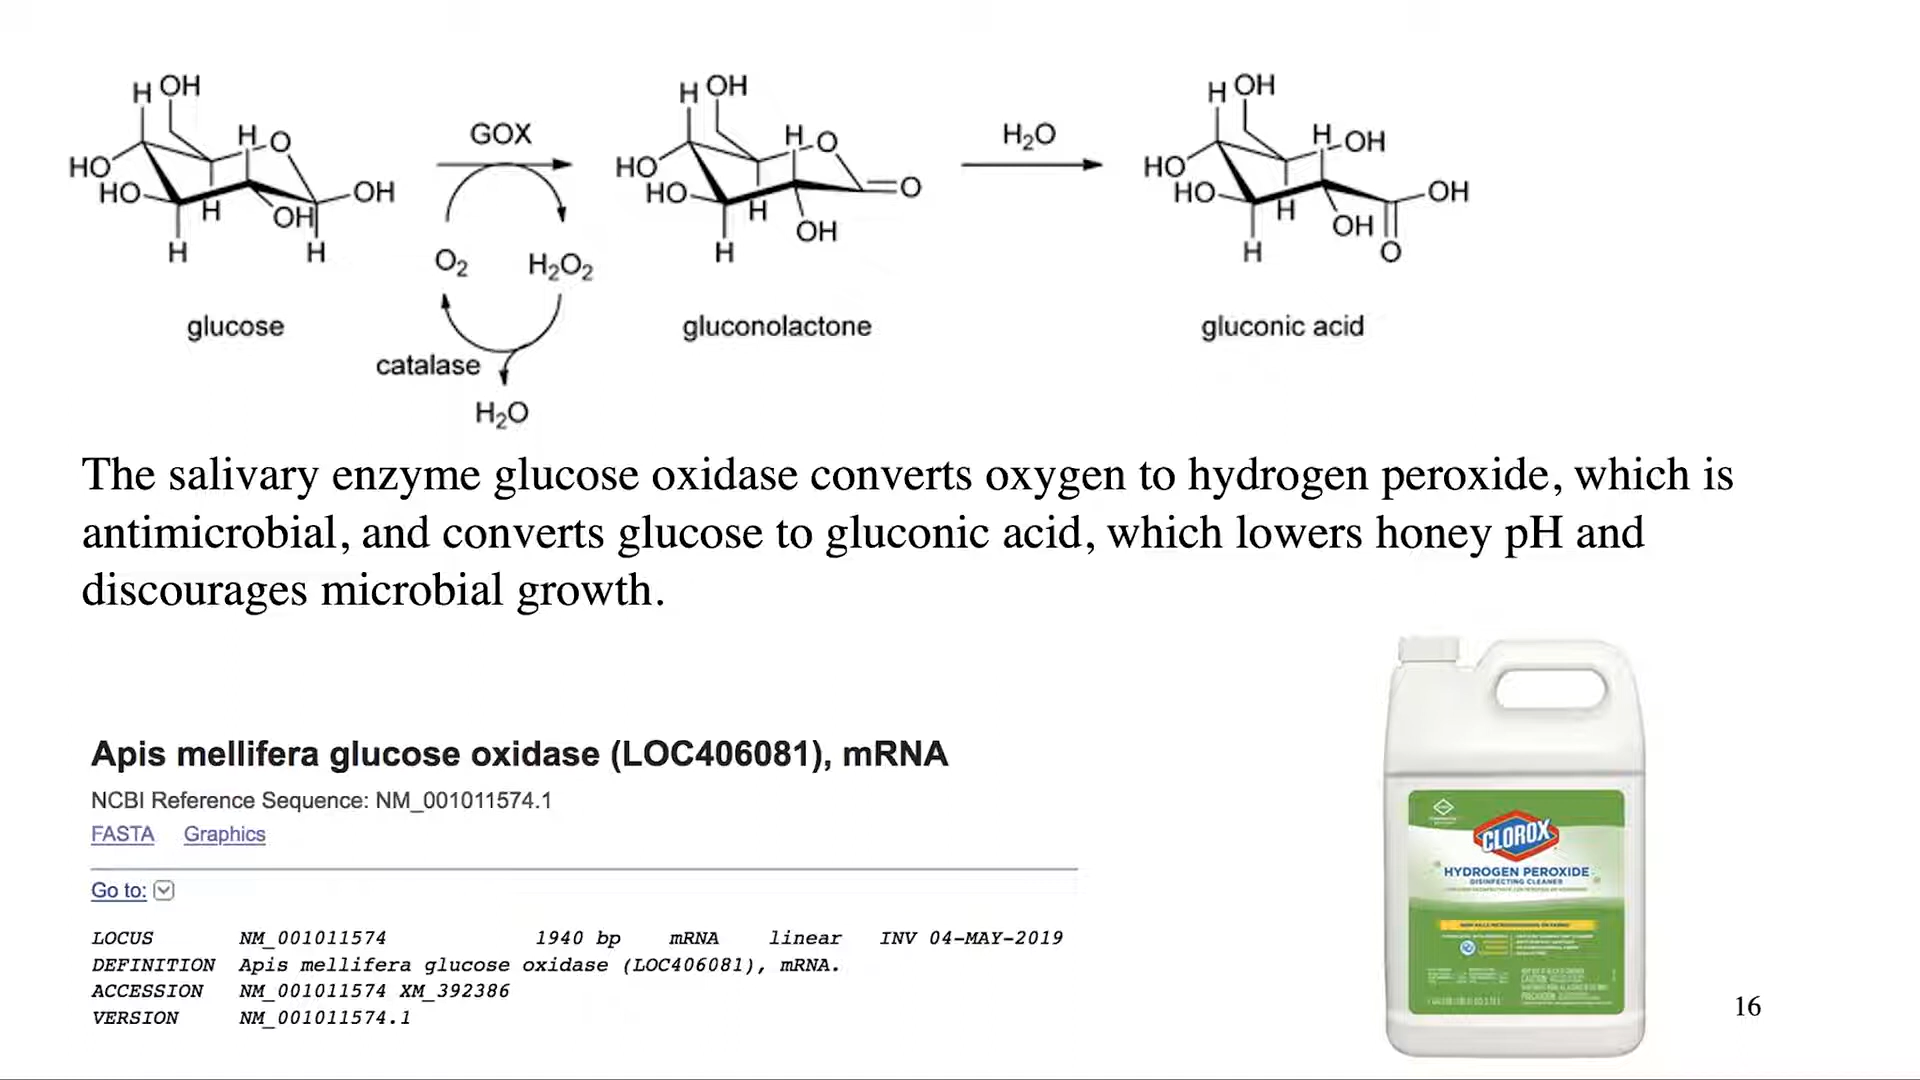 H OH
H O
HO
HO OH
H OH
H H
glucose
GOX
O2 H2O2
catalase
H2O
H OH
H O
HO
HO O
H
OH
H
gluconolactone
H2O
H OH
H OH
HO
HO OH
H OH
H O
gluconic acid
The salivary enzyme glucose oxidase converts oxygen to hydrogen peroxide, which is
antimicrobial, and converts glucose to gluconic acid, which lowers honey pH and
discourages microbial growth.
Apis mellifera glucose oxidase (LOC406081), mRNA
NCBI Reference Sequence: NM_001011574.1
FASTA Graphics
Go to:
LOCUS NM_001011574 1940 bp mRNA linear INV 04-MAY-2019
DEFINITION Apis mellifera glucose oxidase (LOC406081), mRNA.
ACCESSION NM_001011574 XM_392386
VERSION NM_001011574.1
CLOROX
HYDROGEN PEROXIDE
DISINFECTING CLEANER
16